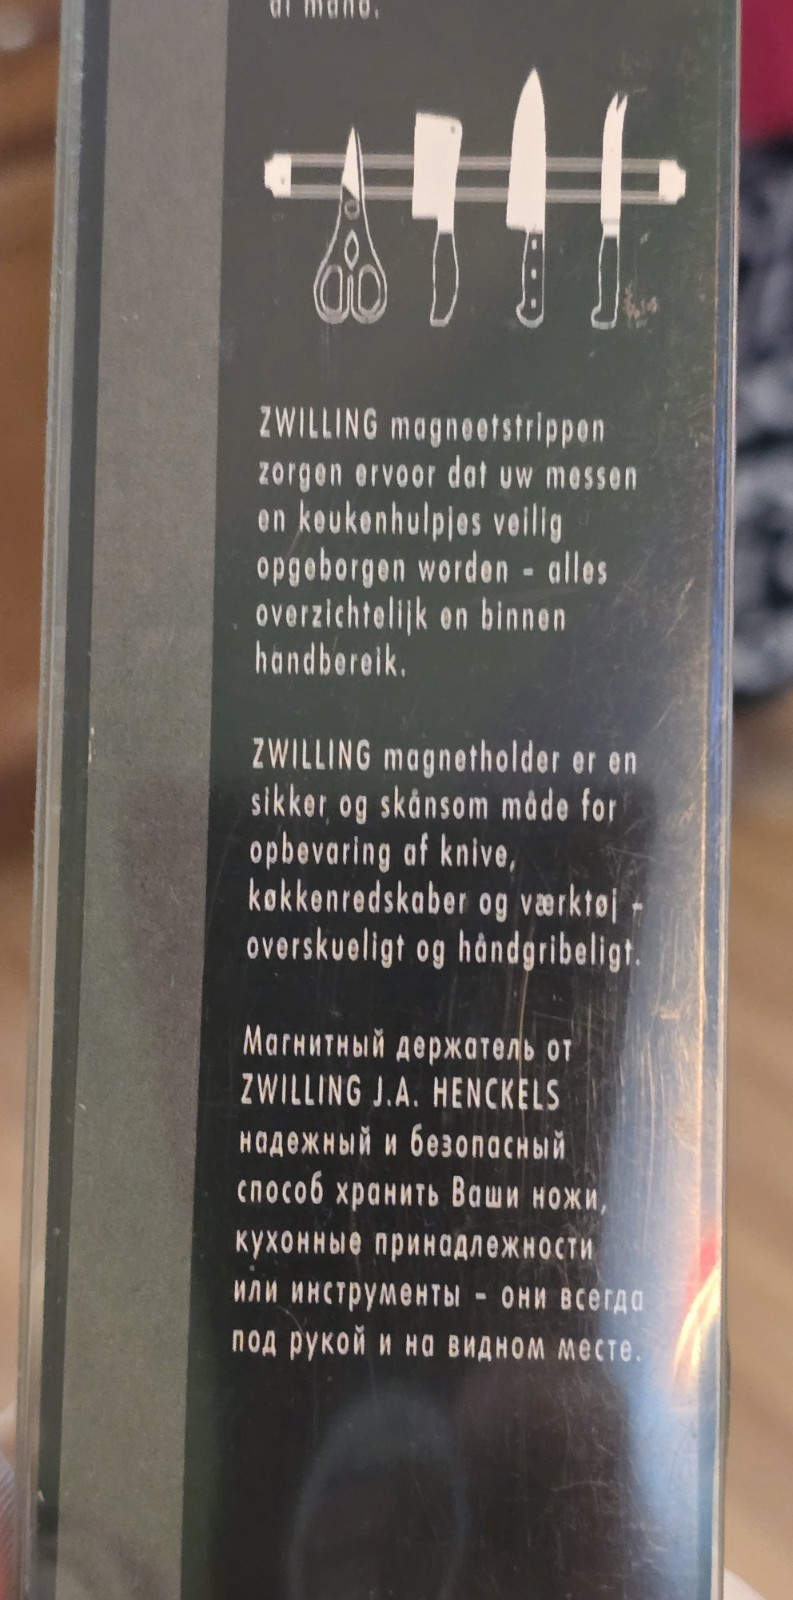 di mano.
ZWILLING magneetstrippen
zorgen ervoor dat uw messen
en keukenhulpjes veilig
opgeborgen worden - alles
overzichtelijk en binnen
handbereik.
ZWILLING magnetholder er en
sikker og skånsom måde for
opbevaring af knive,
køkkenredskaber og værktøj -
overskueligt og håndgribeligt.
Магнитный держатель от
ZWILLING J.A. HENCKELS
надежный и безопасный
способ хранить Ваши ножи,
кухонные принадлежности
или инструменты - они всегда
под рукой и на видном месте.